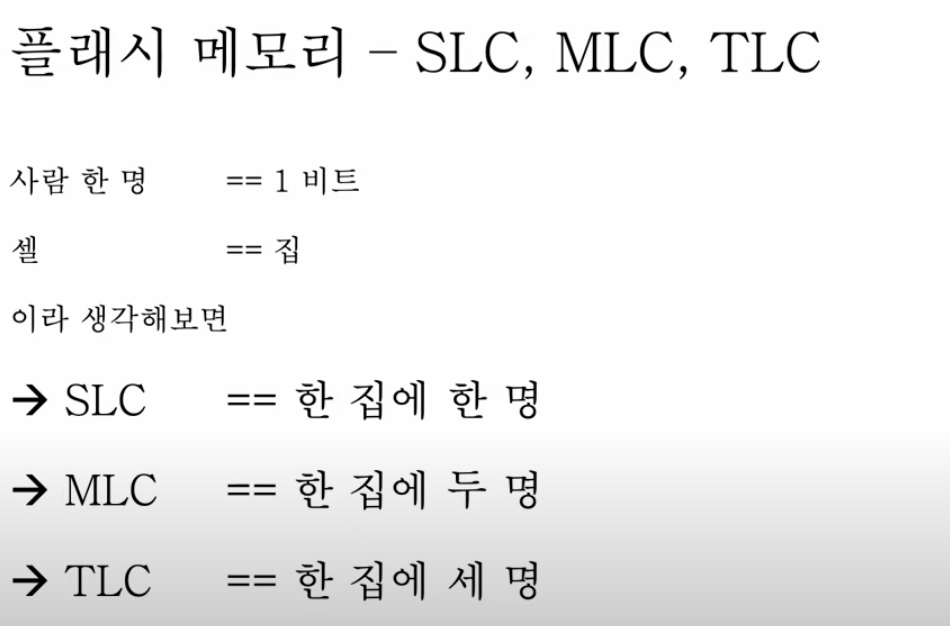 플래시 메모리 – SLC, MLC, TLC
사람 한 명 == 1 비트
셀 == 집
이라 생각해보면
→ SLC == 한 집에 한 명
→ MLC == 한 집에 두 명
→ TLC == 한 집에 세 명